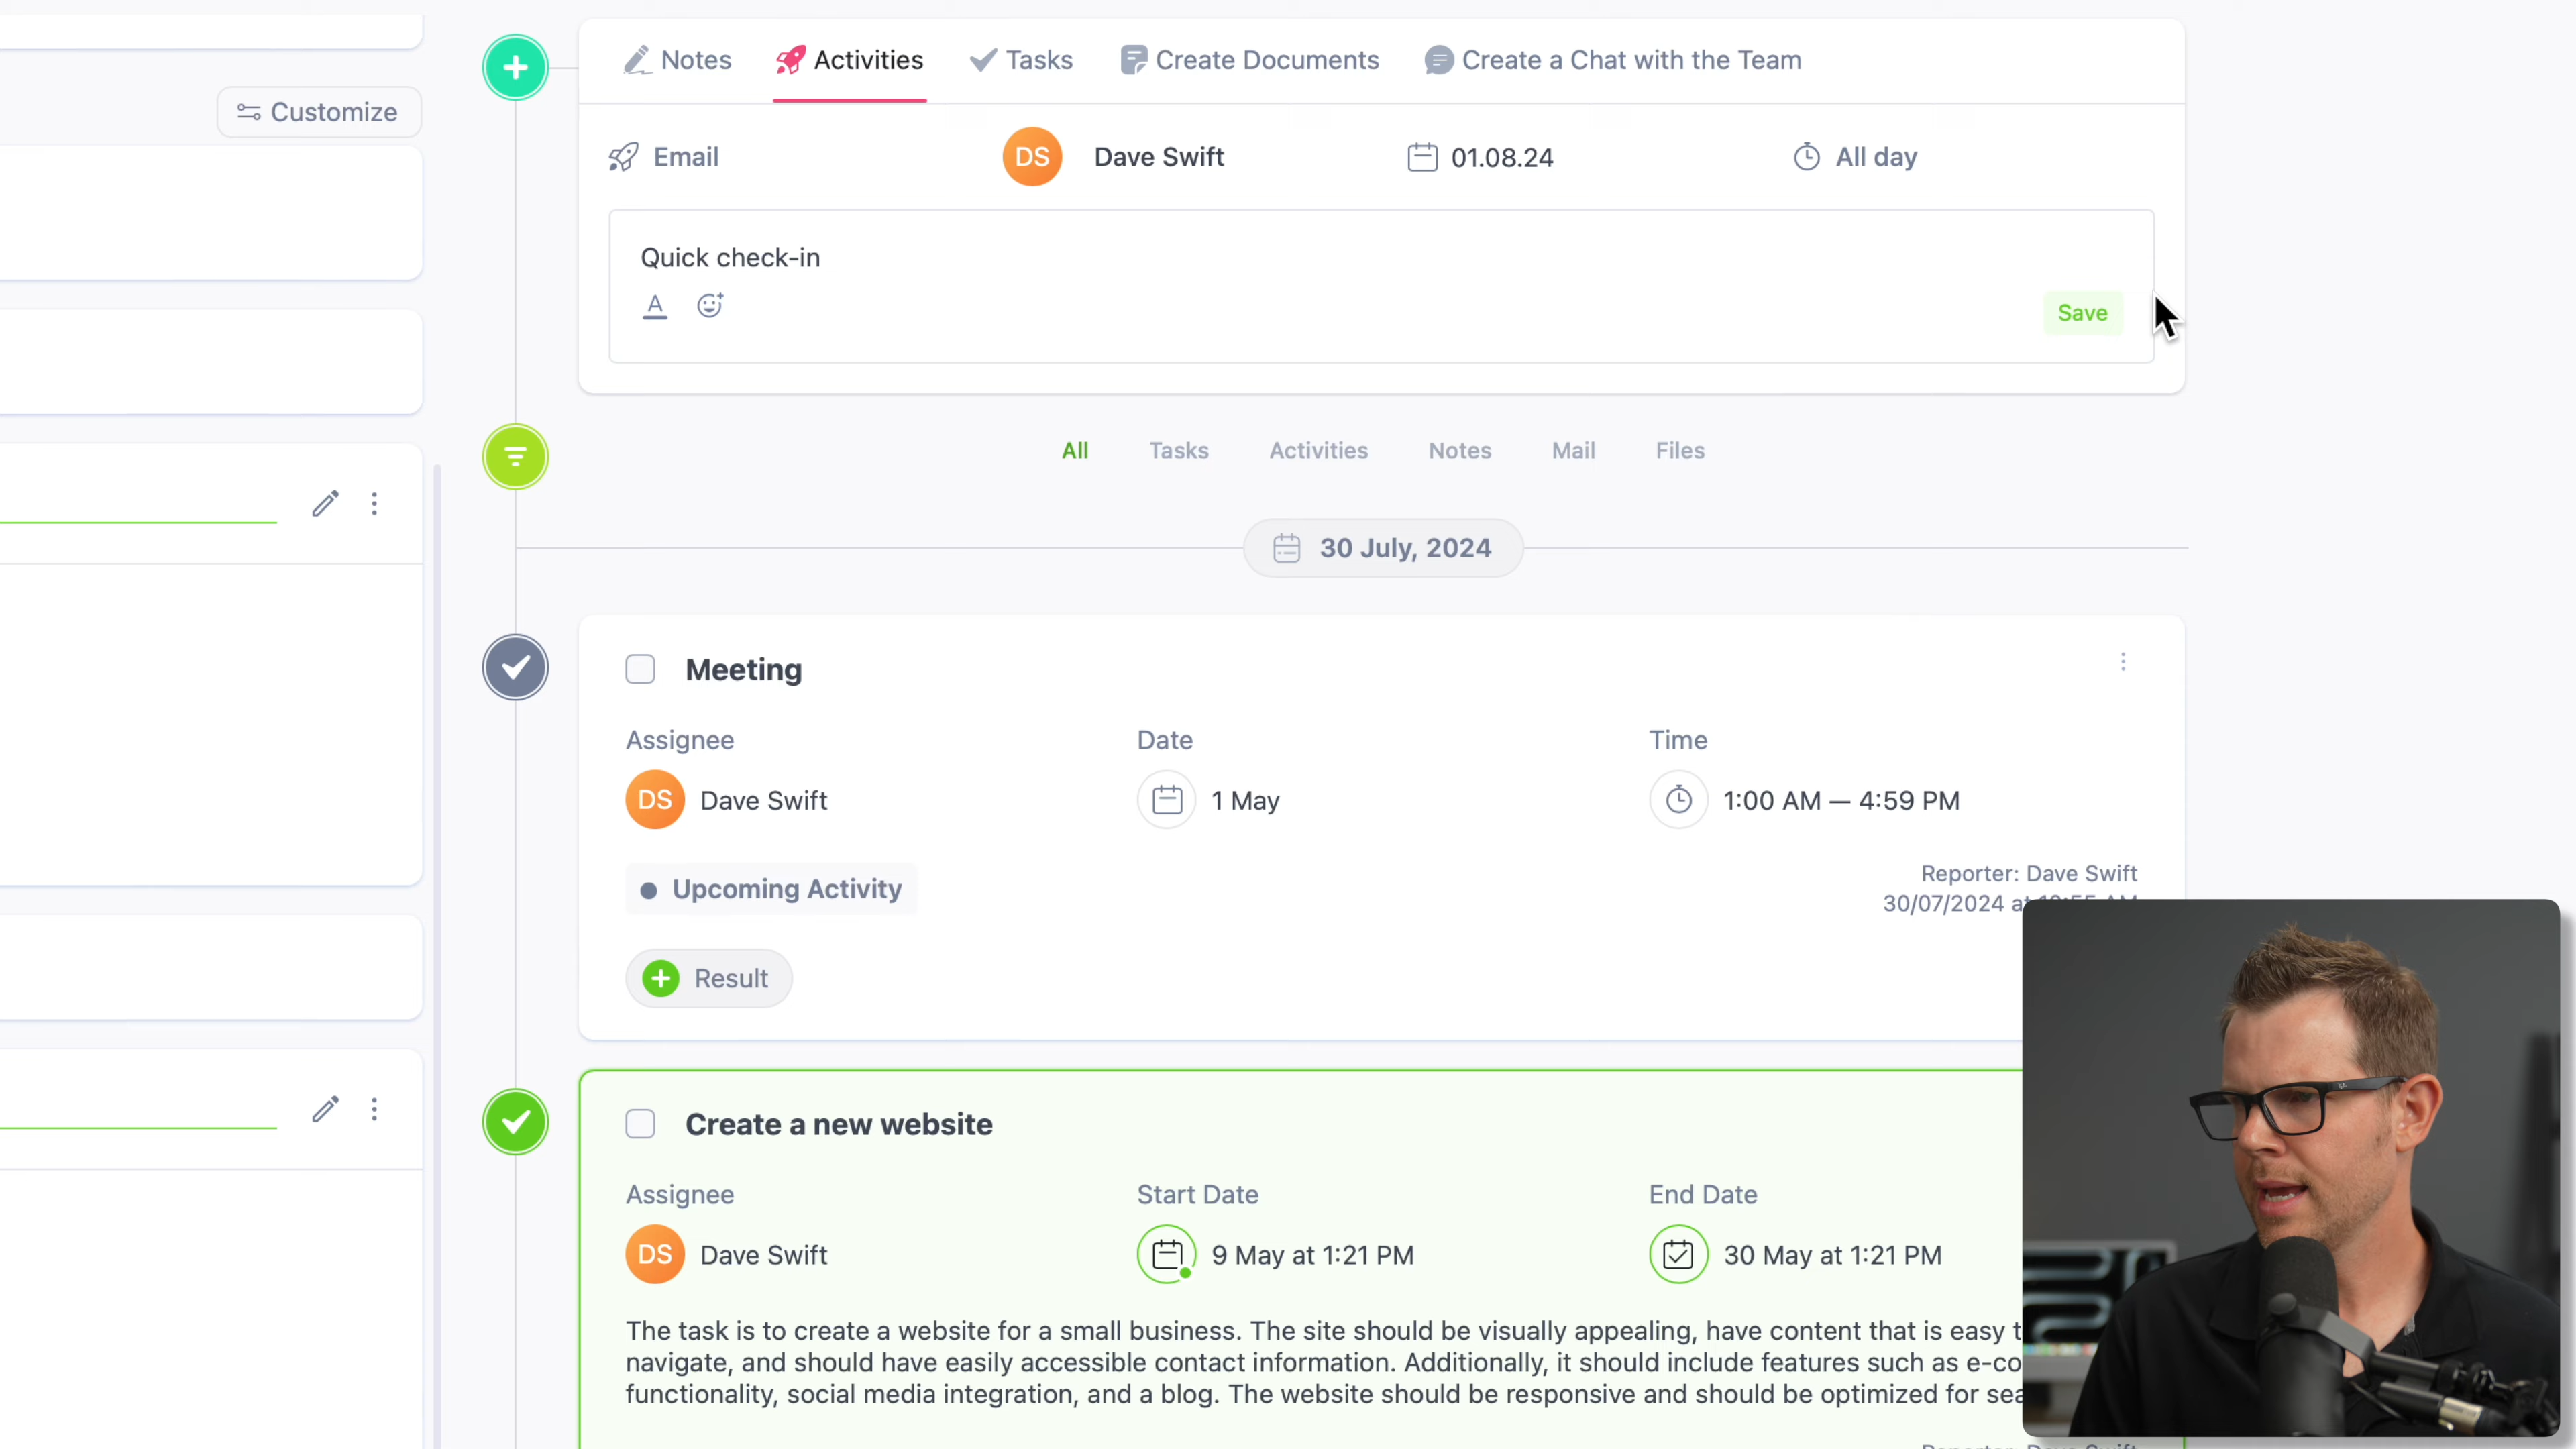 Notes Activities Tasks Create Documents Create a Chat with the Team
Customize
Email DS Dave Swift 01.08.24 All day
Quick check-in
A
Save
All Tasks Activities Notes Mail Files
30 July, 2024
Meeting
Assignee Date Time
DS Dave Swift 1 May 1:00 AM — 4:59 PM
Upcoming Activity
Reporter: Dave Swift
30/07/2024
Result
Create a new website
Assignee Start Date End Date
DS Dave Swift 9 May at 1:21 PM 30 May at 1:21 PM
The task is to create a website for a small business. The site should be visually appealing, have content that is easy
navigate, and should have easily accessible contact information. Additionally, it should include features such as
functionality, social media integration, and a blog. The website should be responsive and should be optimized for